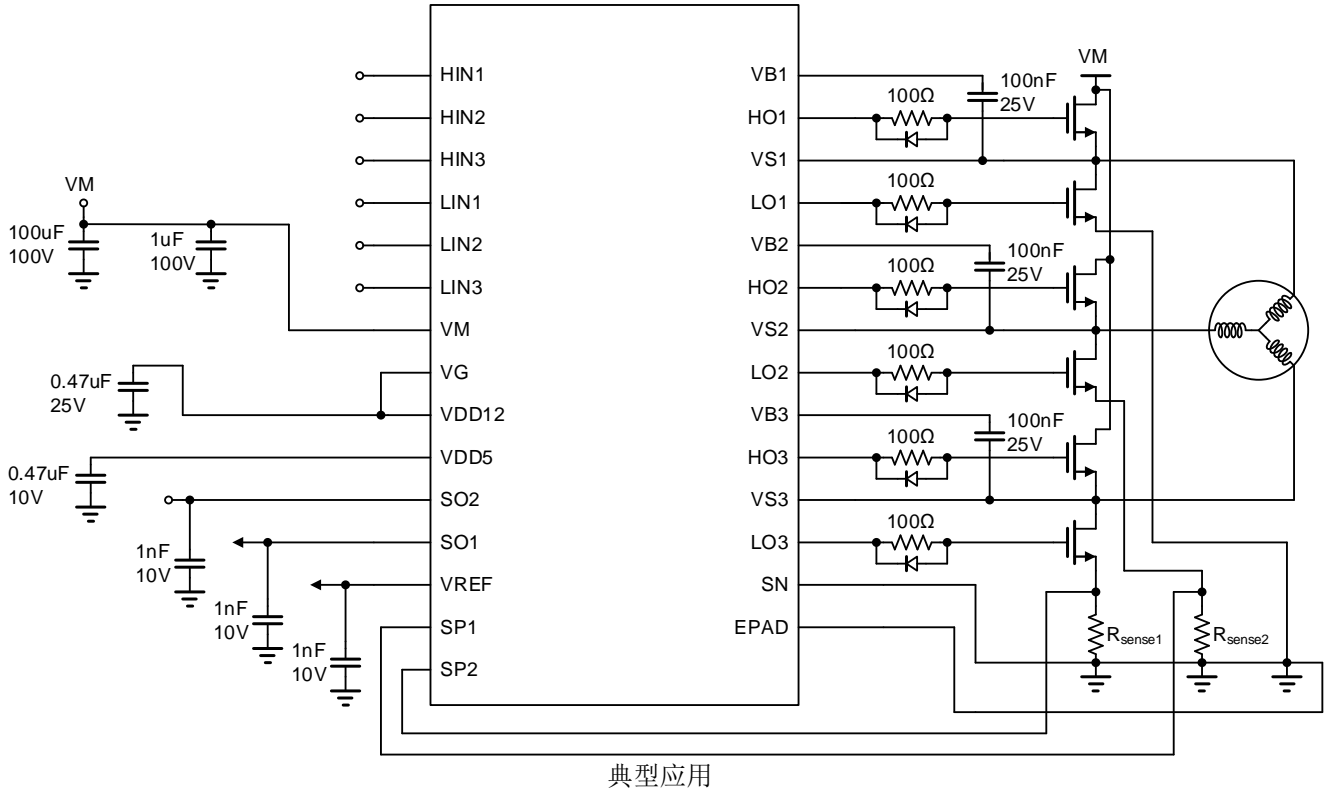 HIN1
HIN2
HIN3
LIN1
LIN2
LIN3
VM
VG
VDD12
VDD5
SO2
SO1
VREF
SP1
SP2
VB1
HO1
VS1
LO1
VB2
HO2
VS2
LO2
VB3
HO3
VS3
LO3
SN
EPAD
VM
100uF
100V
1uF
100V
0.47uF
25V
0.47uF
10V
1nF
10V
1nF
10V
1nF
10V
VM
100nF
25V
100Ω
100Ω
100nF
25V
100Ω
100Ω
100nF
25V
100Ω
100Ω
Rsense1
Rsense2
典型应用